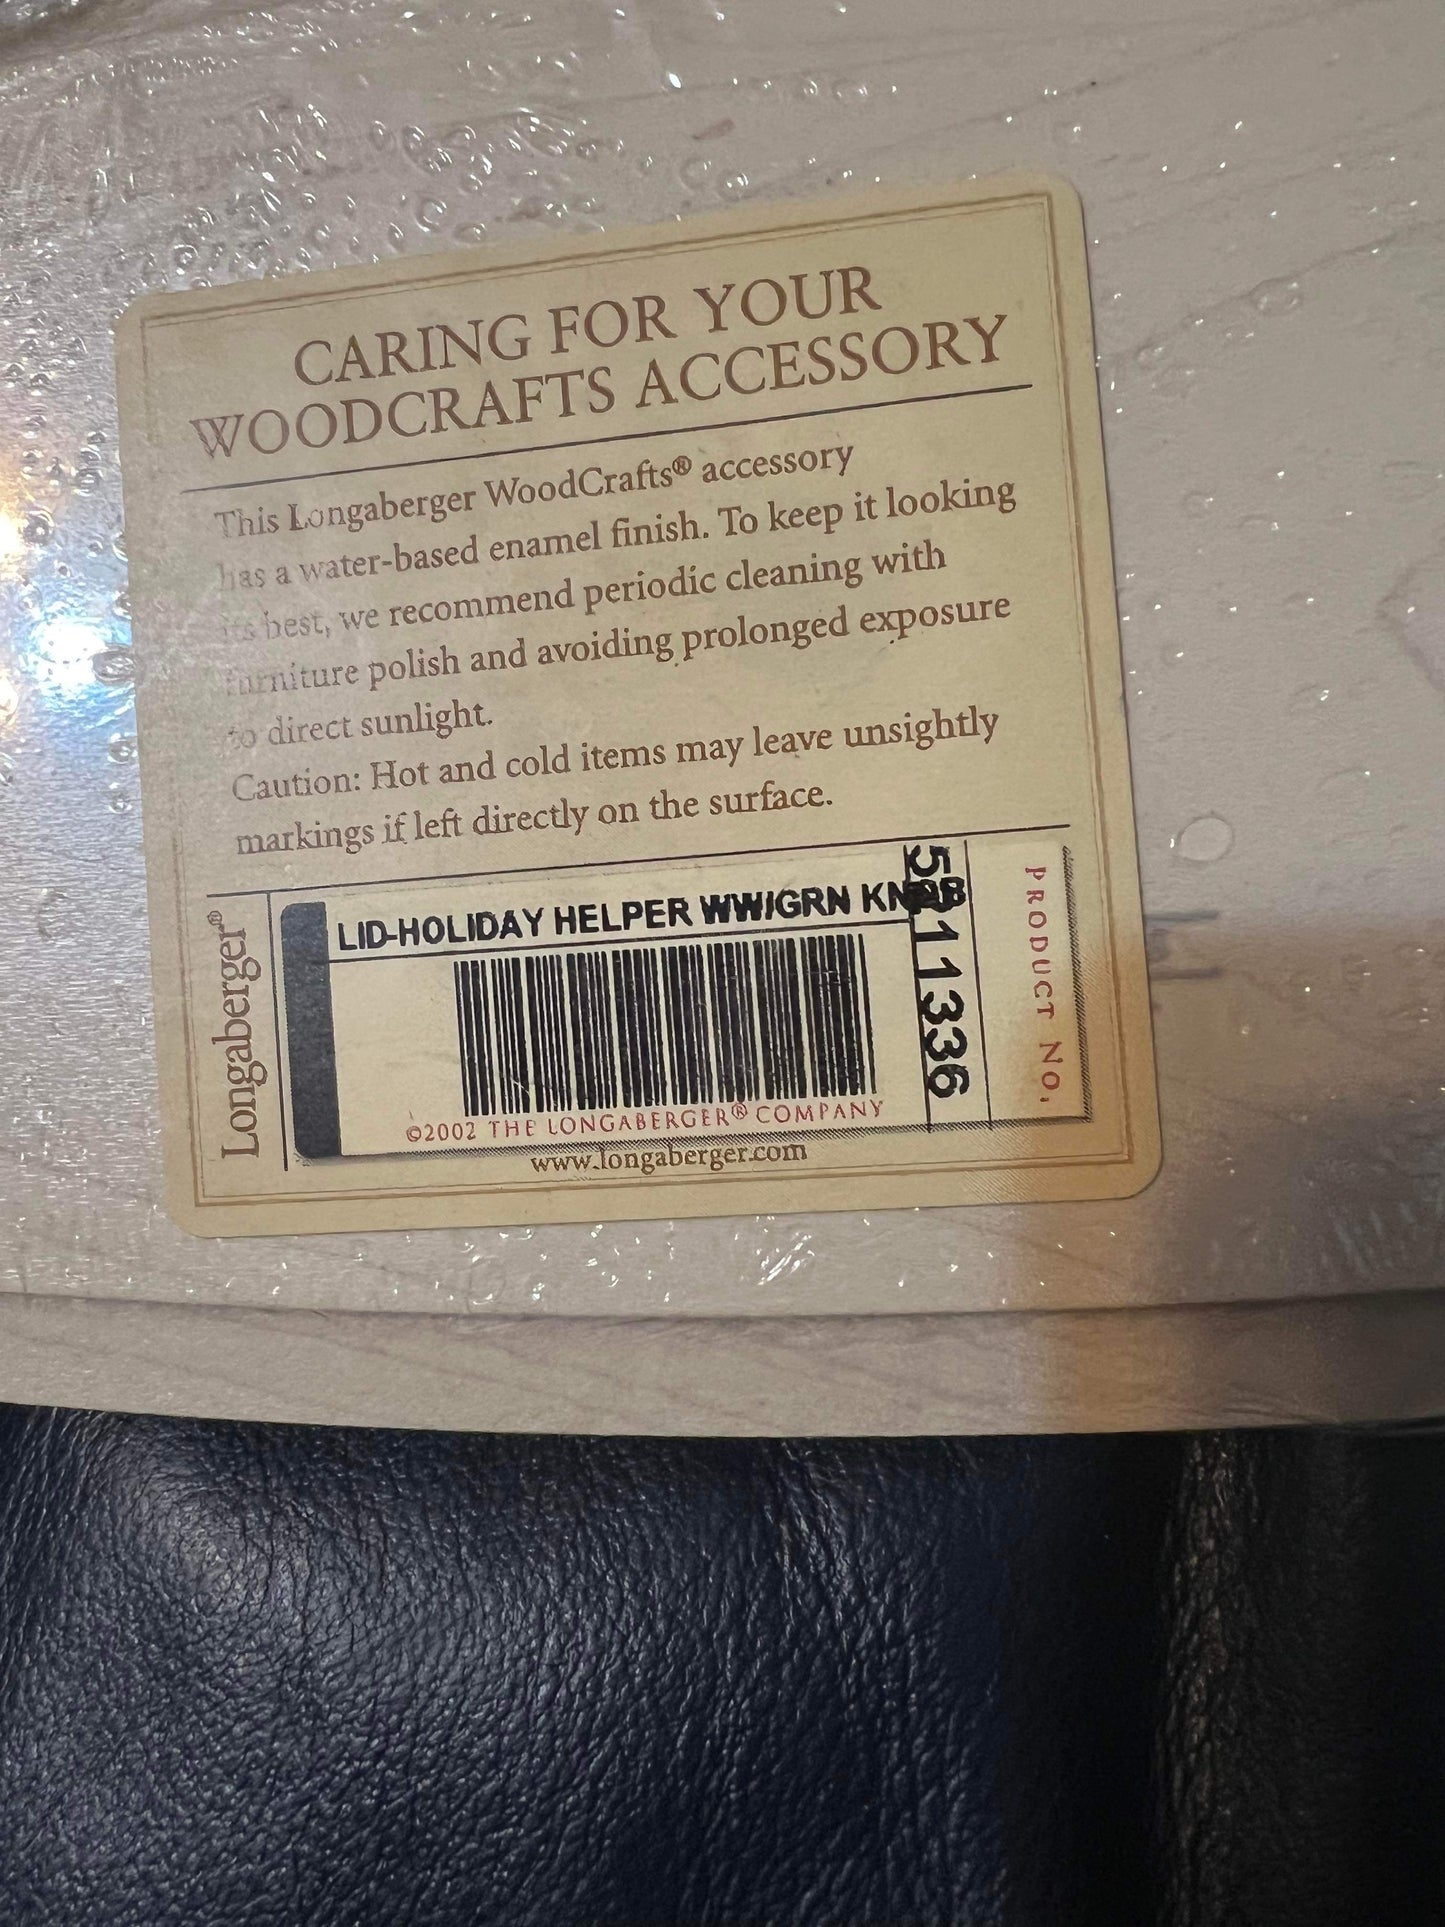 CARING FOR YOUR
WOODCRAFTS ACCESSORY
This Longaberger WoodCrafts® accessory
has a water-based enamel finish. To keep it looking
its best, we recommend periodic cleaning with
furniture polish and avoiding prolonged exposure
to direct sunlight.
Caution: Hot and cold items may leave unsightly
markings if left directly on the surface.
Longaberger®
LID-HOLIDAY HELPER WW/GRN KNOB
©2002 THE LONGABERGER® COMPANY
www.longaberger.com
PRODUCT NO.